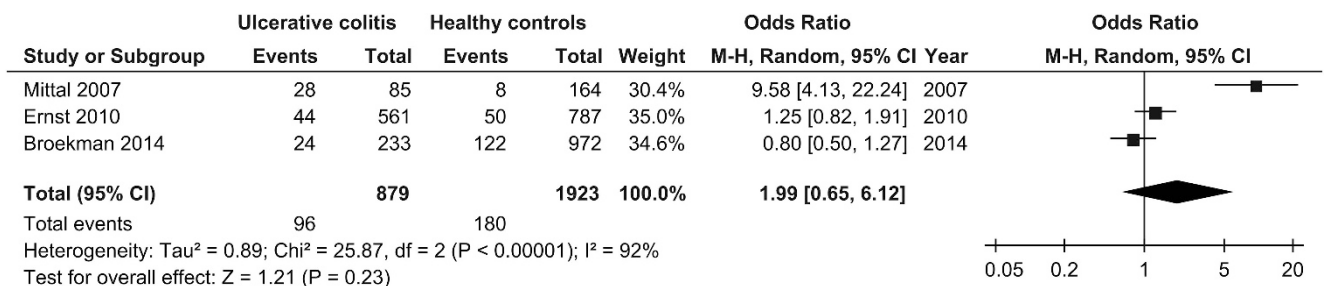 Ulcerative colitis Healthy controls Odds Ratio Odds Ratio
Study or Subgroup Events Total Events Total Weight M-H, Random, 95% CI Year M-H, Random, 95% CI
Mittal 2007 28 85 8 164 30.4% 9.58 [4.13, 22.24] 2007
Ernst 2010 44 561 50 787 35.0% 1.25 [0.82, 1.91] 2010
Broekman 2014 24 233 122 972 34.6% 0.80 [0.50, 1.27] 2014
Total (95% CI) 879 1923 100.0% 1.99 [0.65, 6.12]
Total events 96 180
Heterogeneity: Tau² = 0.89; Chi² = 25.87, df = 2 (P < 0.00001); I² = 92%
Test for overall effect: Z = 1.21 (P = 0.23)
0.05 0.2 1 5 20